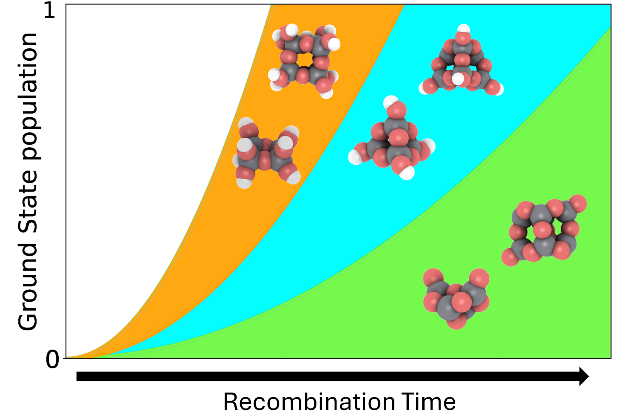 1
Ground State population
0
Recombination Time